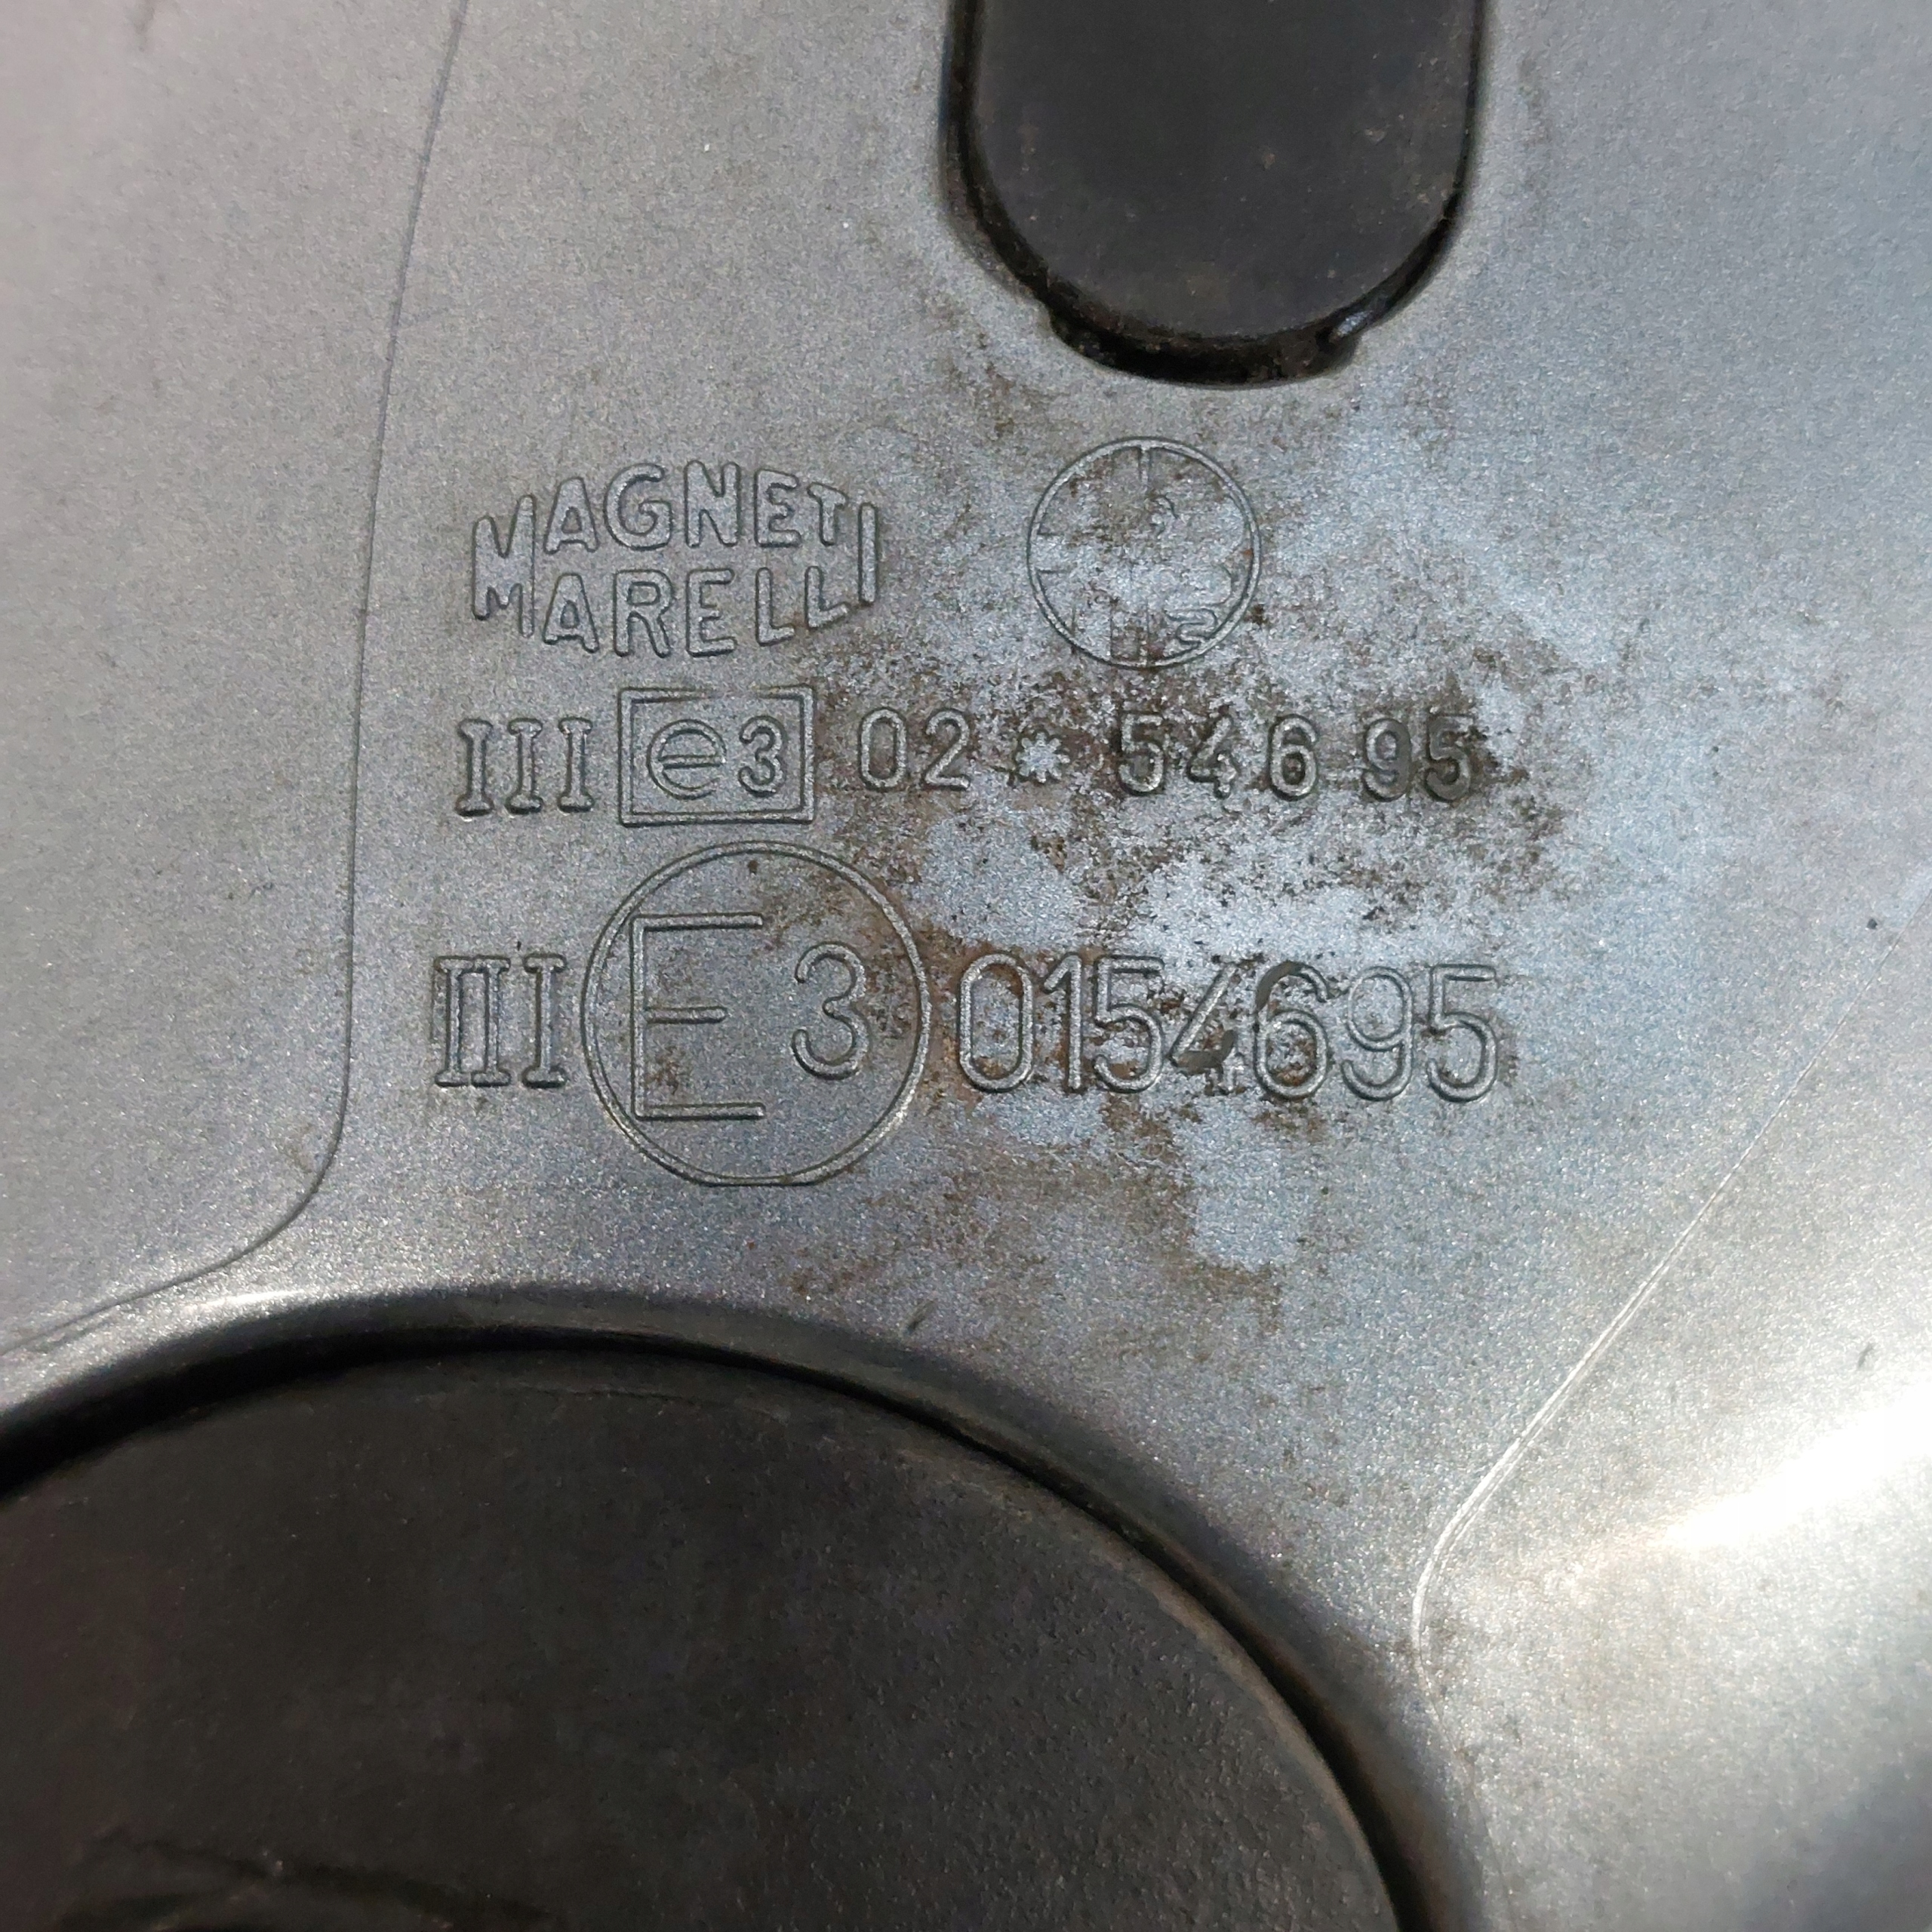 MAGNETI
MARELLI
III e3 02 * 54695
III E3 0154695